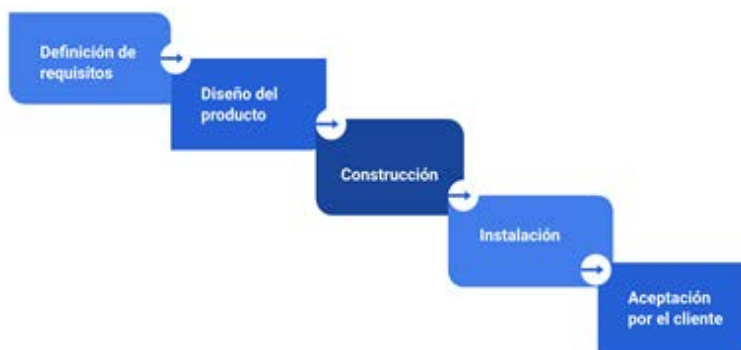 Definición de
requisitos
Diseño del
producto
Construcción
Instalación
Aceptación
por el cliente